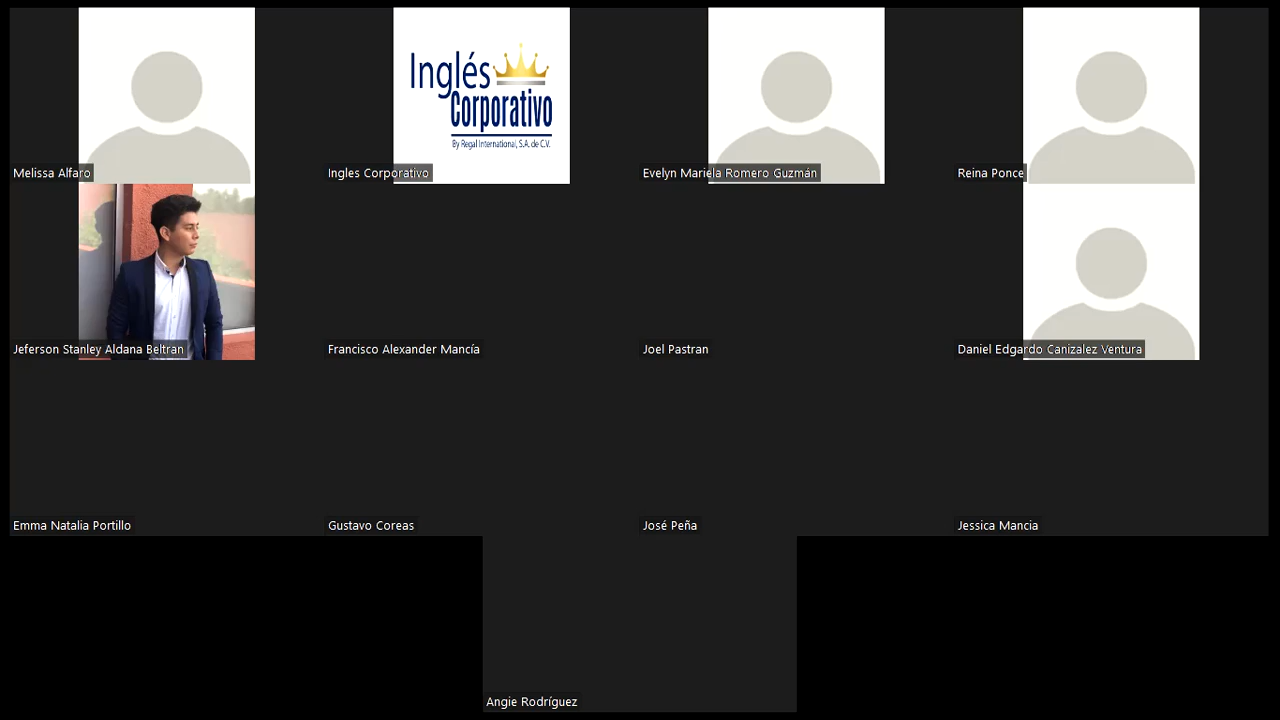 Inglés
Corporativo
By Regal International, S.A. de C.V.
Melissa Alfaro
Ingles Corporativo
Evelyn Mariela Romero Guzmán
Reina Ponce
Jeferson Stanley Aldana Beltran
Francisco Alexander Mancía
Joel Pastran
Daniel Edgardo Canizalez Ventura
Emma Natalia Portillo
Gustavo Coreas
José Peña
Jessica Mancia
Angie Rodríguez